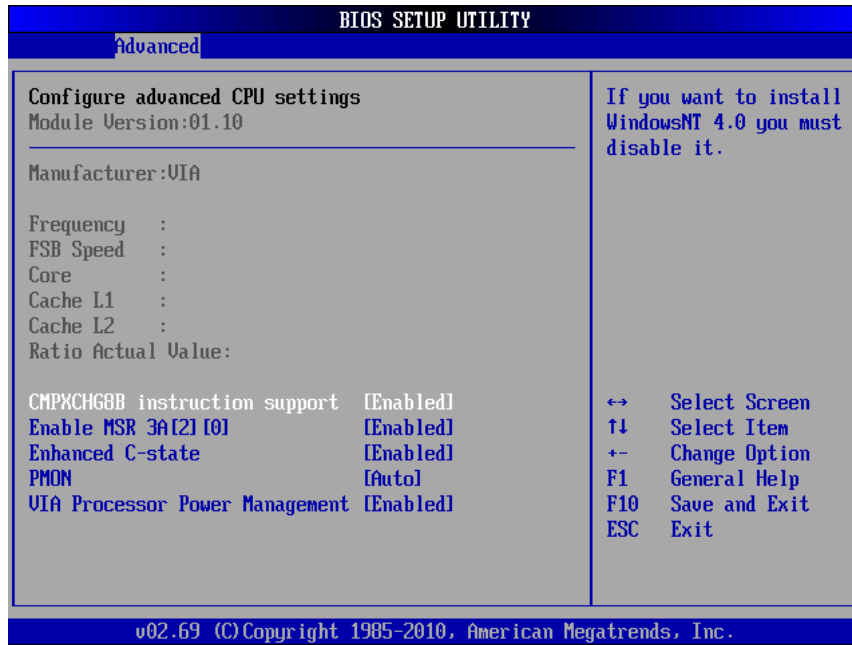 BIOS SETUP UTILITY
Advanced
Configure advanced CPU settings
Module Version:01.10
Manufacturer:VIA
Frequency :
FSB Speed :
Core :
Cache L1 :
Cache L2 :
Ratio Actual Value:
CMPXCHG8B instruction support [Enabled]
Enable MSR 3A[2][0] [Enabled]
Enhanced C-state [Enabled]
PMON [Auto]
VIA Processor Power Management [Enabled]
If you want to install
WindowsNT 4.0 you must
disable it.
↔ Select Screen
↑↓ Select Item
+- Change Option
F1 General Help
F10 Save and Exit
ESC Exit
v02.69 (C)Copyright 1985-2010, American Megatrends, Inc.